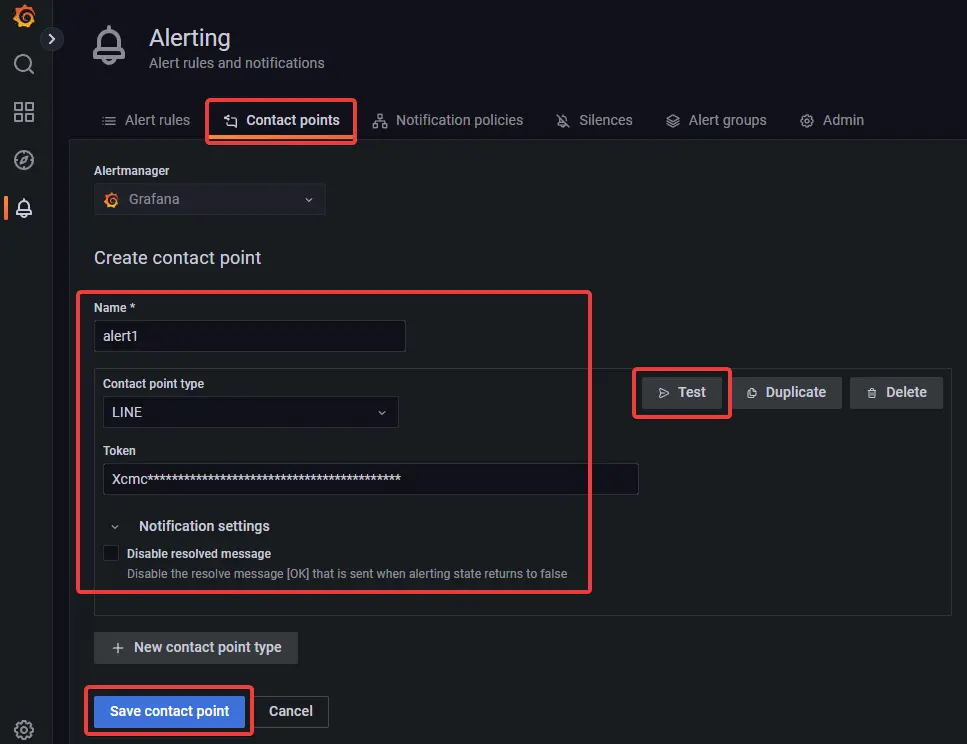 Alerting
Alert rules and notifications
Alert rules
Contact points
Notification policies
Silences
Alert groups
Admin
Alertmanager
Grafana
Create contact point
Name *
alert1
Contact point type
LINE
Test
Duplicate
Delete
Token
Xcmc******************************************
Notification settings
Disable resolved message
Disable the resolve message [OK] that is sent when alerting state returns to false
+ New contact point type
Save contact point
Cancel